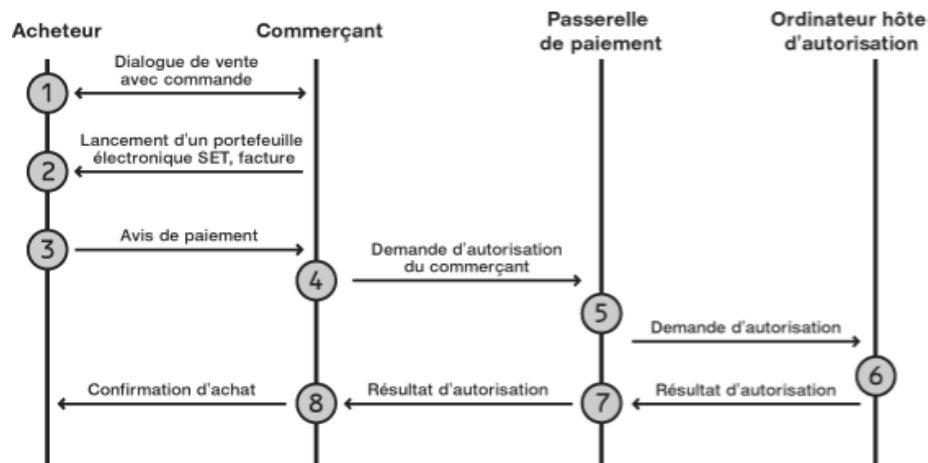 Acheteur
Commerçant
Passerelle
de paiement
Ordinateur hôte
d'autorisation
1
Dialogue de vente
avec commande
2
Lancement d'un portefeuille
électronique SET, facture
3
Avis de paiement
4
Demande d'autorisation
du commerçant
5
Demande d'autorisation
6
Résultat d'autorisation
7
Résultat d'autorisation
8
Confirmation d'achat